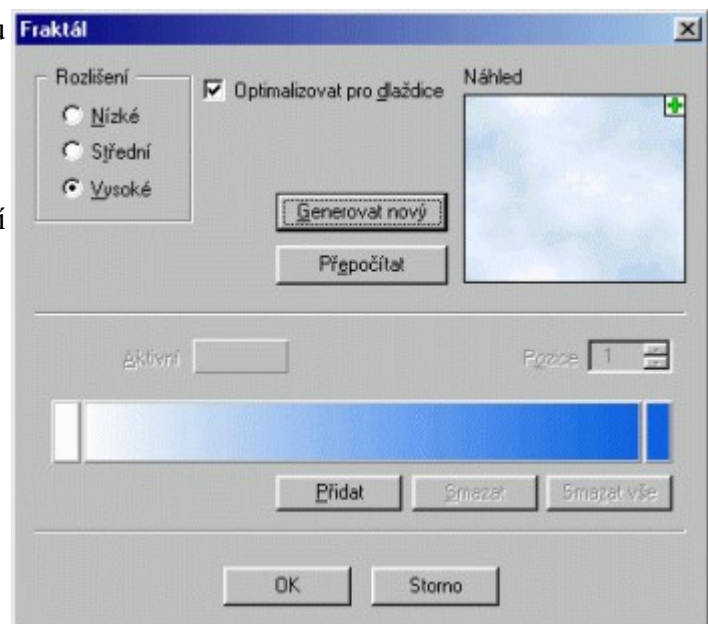 u
Fraktál
Rozlišení
Nízké
Střední
Vysoké
Optimalizovat pro dlaždice
Náhled
í
Generovat nový
Přepočítat
Aktivní
Pozice 1
Přidat
Smazat
Smazat vše
OK
Storno